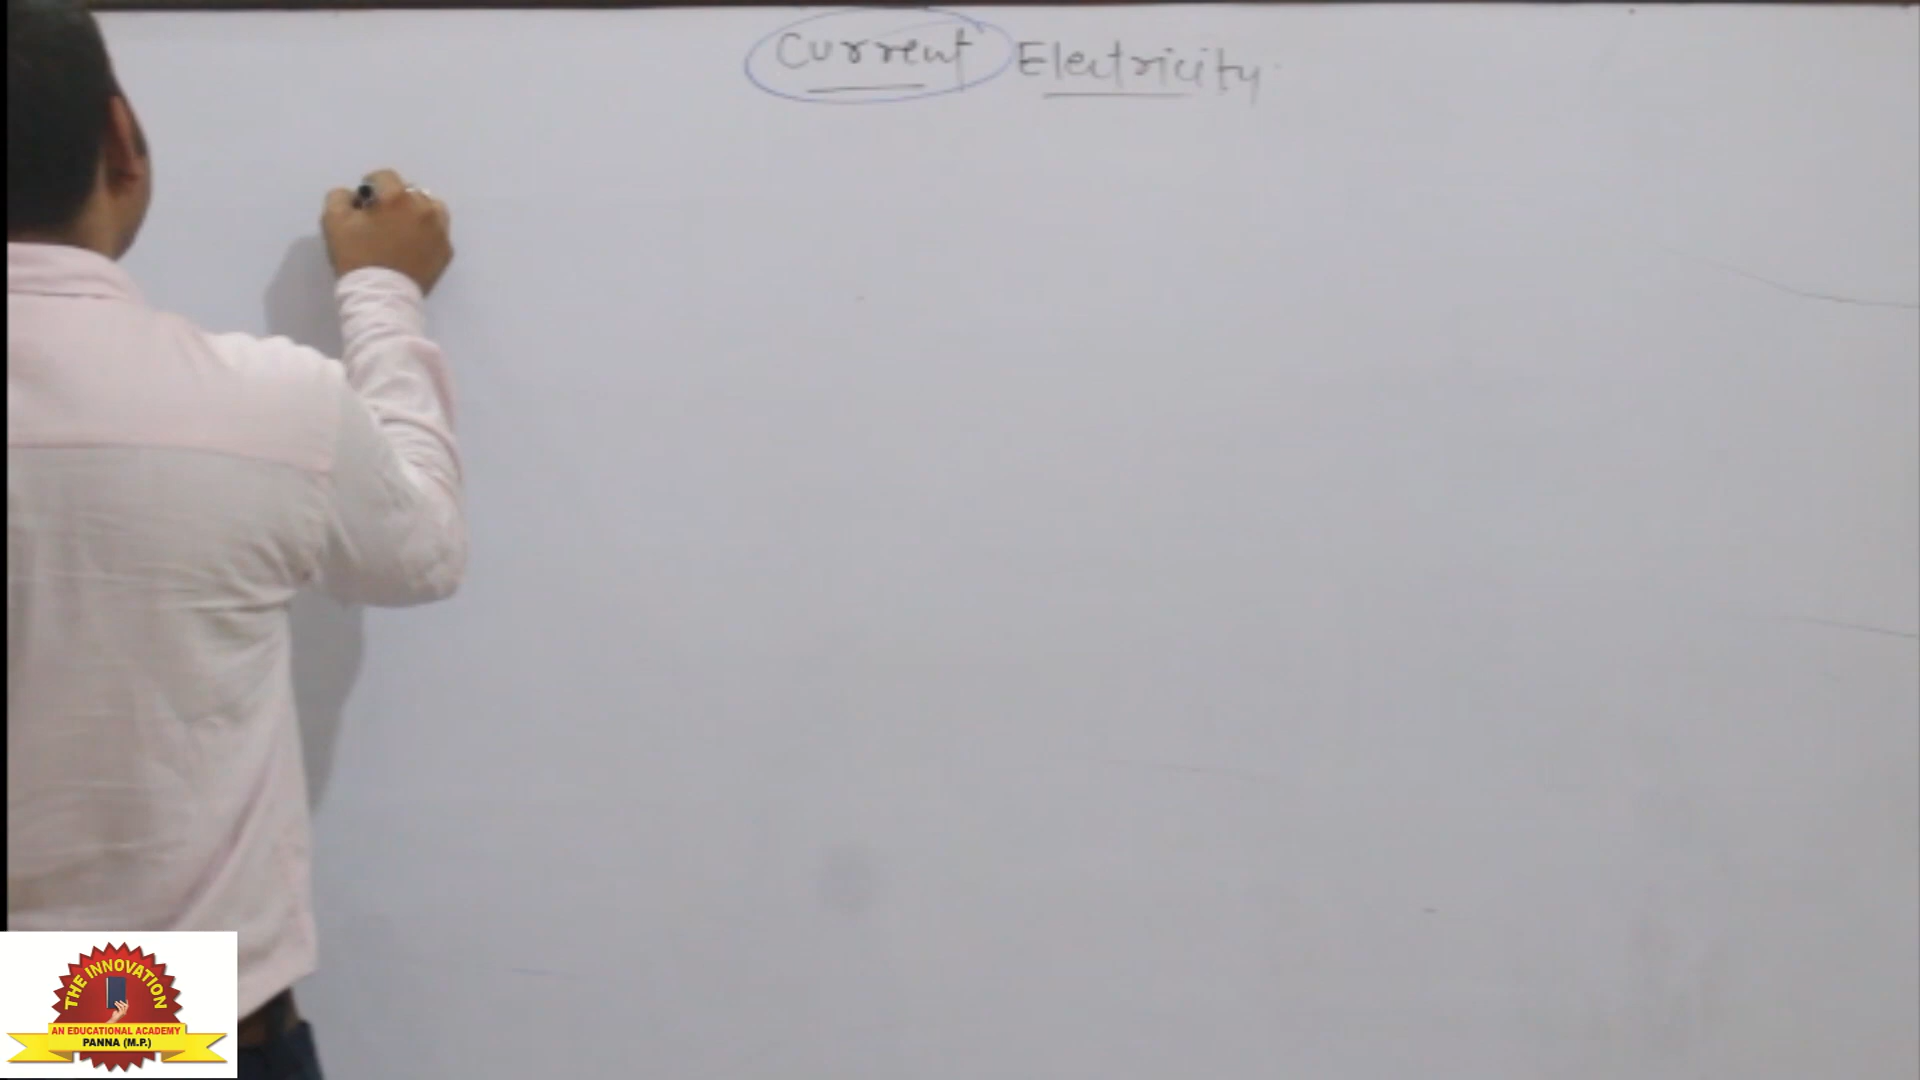 Current Electricity
THE INNOVATION
AN EDUCATIONAL ACADEMY
PANNA (M.P.)